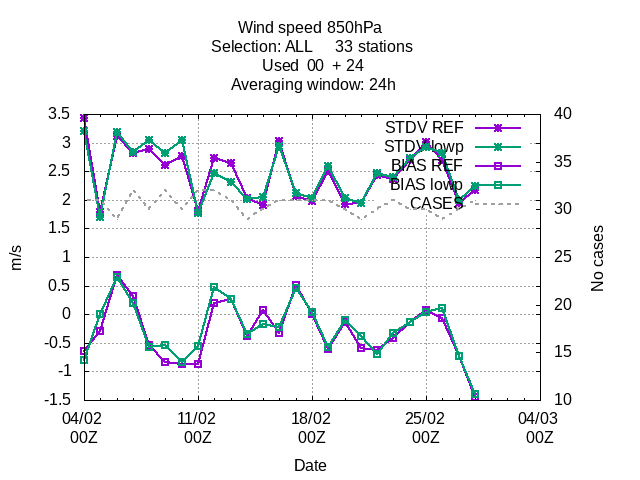 Wind speed 850hPa
Selection: ALL 33 stations
Used 00 + 24
Averaging window: 24h
STDV REF
STDV lowp
BIAS REF
BIAS lowp
CASES
3.5
3
2.5
2
1.5
1
0.5
0
-0.5
-1
-1.5
m/s
40
35
30
25
20
15
10
No cases
04/02 11/02 18/02 25/02 04/03
00Z 00Z 00Z 00Z 00Z
Date